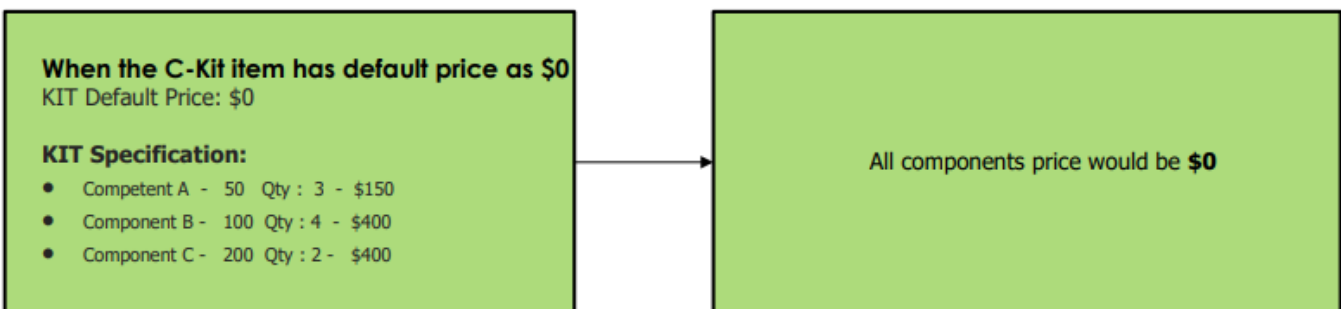 When the C-Kit item has default price as $0
KIT Default Price: $0
KIT Specification:
• Competent A - 50 Qty : 3 - $150
• Component B - 100 Qty : 4 - $400
• Component C - 200 Qty : 2 - $400
All components price would be $0